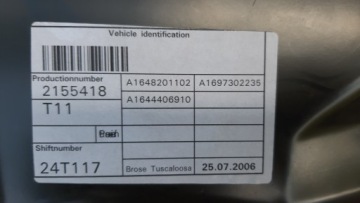 Vehicle identification
Productionnumber
2155418
A1648201102 A1697302235
A1644406910
T11
Shiftnumber
24T117
Brose Tuscaloosa 25.07.2006